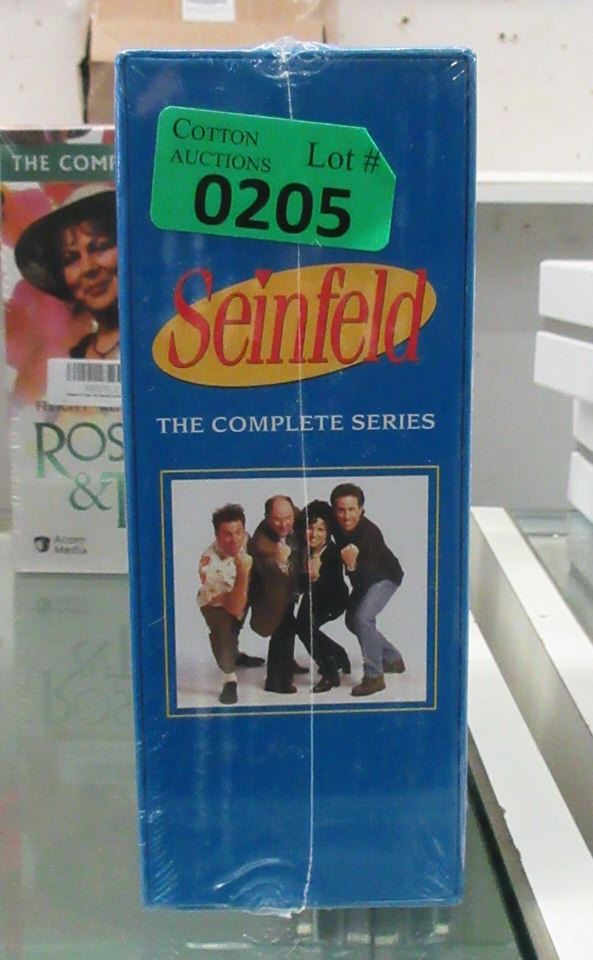 COTTON
AUCTIONS
Lot #
0205
Seinfeld
THE COMPLETE SERIES
THE COMP
ROS
& T
Acorn
Media